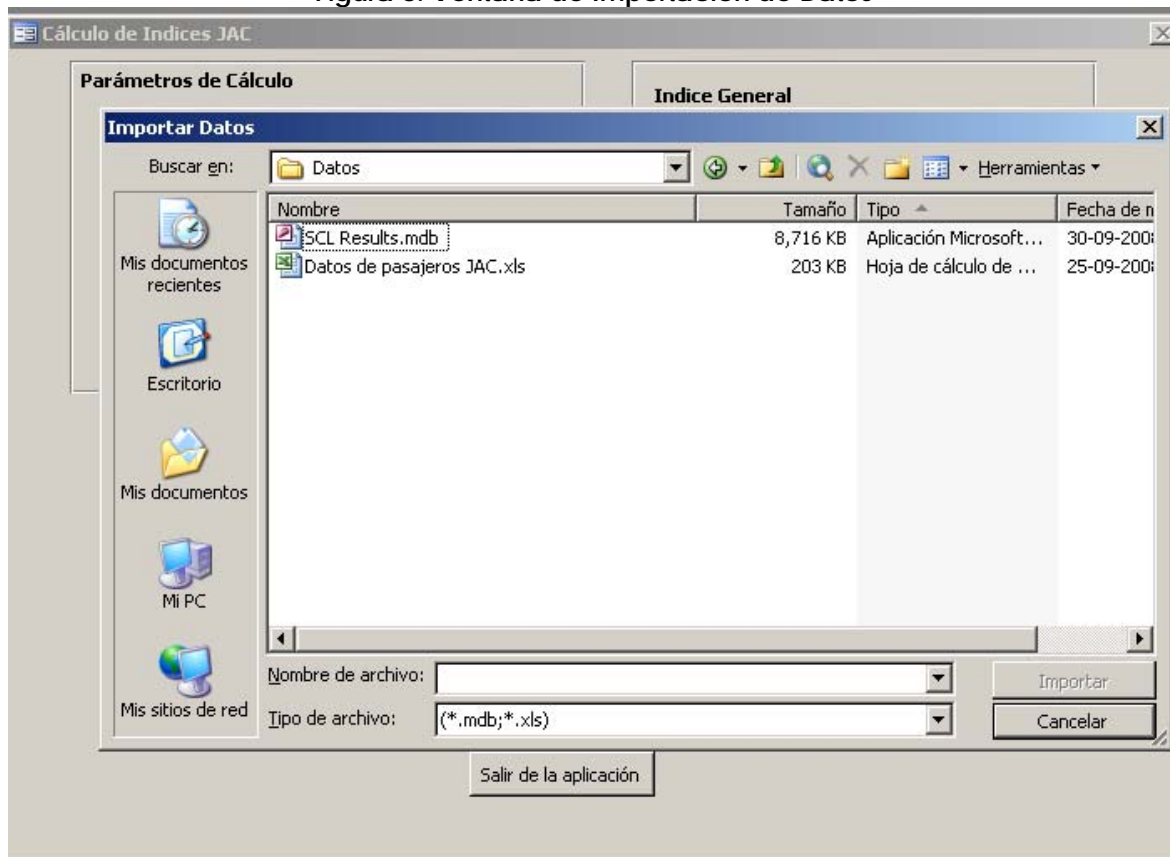 Figura 3. Ventana de Importación de Datos
Cálculo de Indices JAC
Parámetros de Cálculo
Indice General
Importar Datos
Buscar en:
Datos
Herramientas
Nombre
Tamaño
Tipo
Fecha de n
SCL Results.mdb
8,716 KB
Aplicación Microsoft...
30-09-200
Datos de pasajeros JAC.xls
203 KB
Hoja de cálculo de ...
25-09-200
Mis documentos
recientes
Escritorio
Mis documentos
Mi PC
Mis sitios de red
Nombre de archivo:
Importar
Tipo de archivo:
(*.mdb;*.xls)
Cancelar
Salir de la aplicación